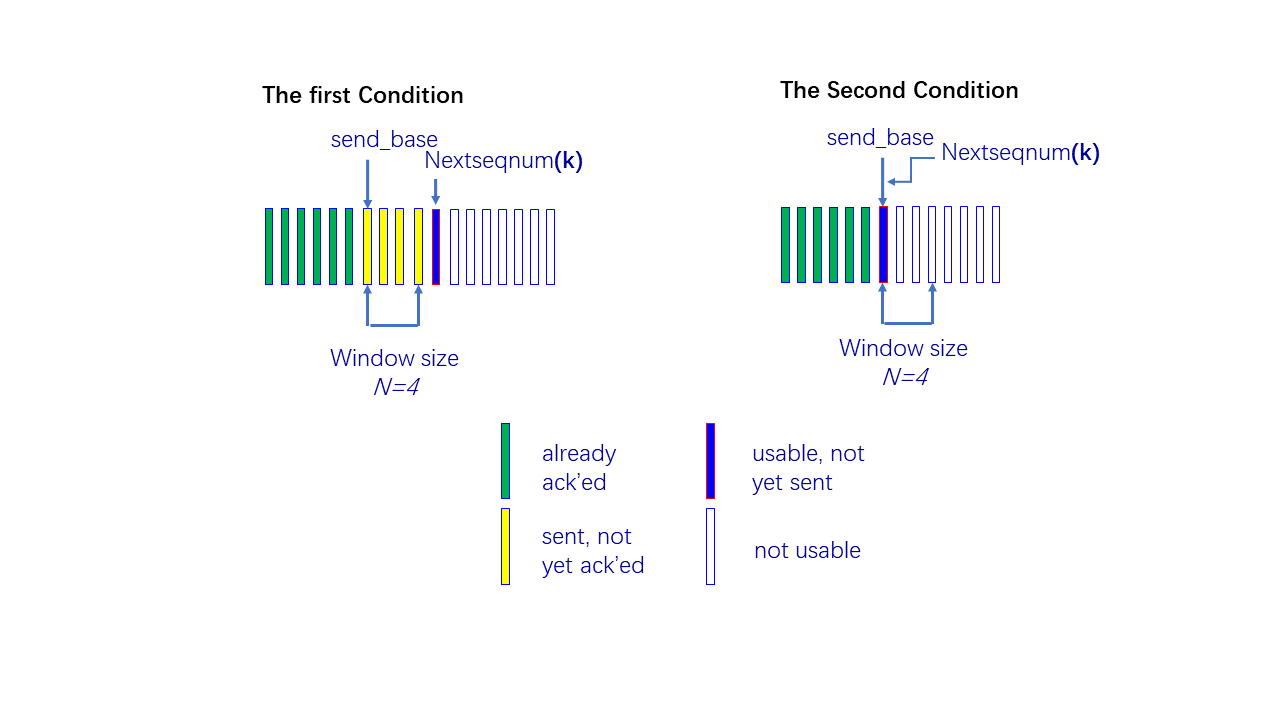 The first Condition
send_base
Nextseqnum(k)
Window size
N=4
The Second Condition
send_base
Nextseqnum(k)
Window size
N=4
already
ack’ed
usable, not
yet sent
sent, not
yet ack’ed
not usable